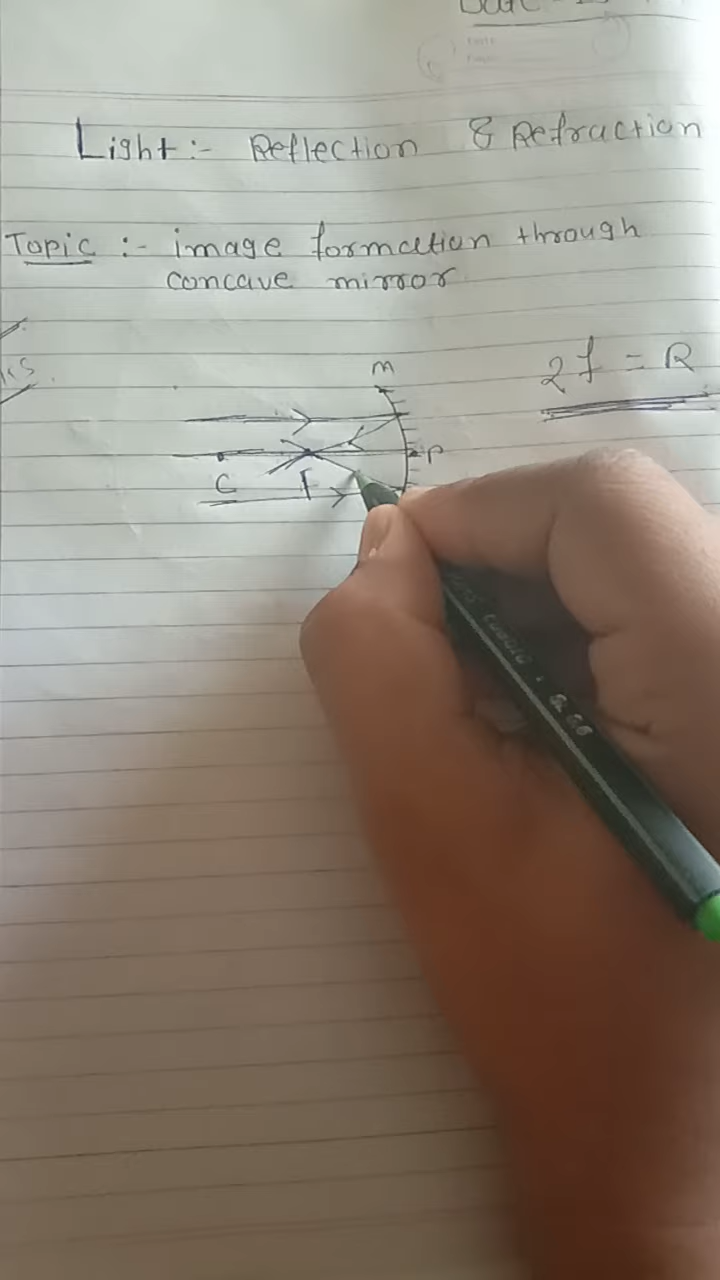 Light :- Reflection & Refraction
Topic :- image formation through
concave mirror
2f = R
M
P
C
F